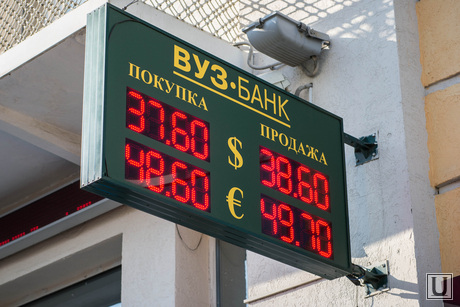 ВУЗ·БАНК
ПОКУПКА ПРОДАЖА
37.60 $ 38.60
48.60 € 49.70
U